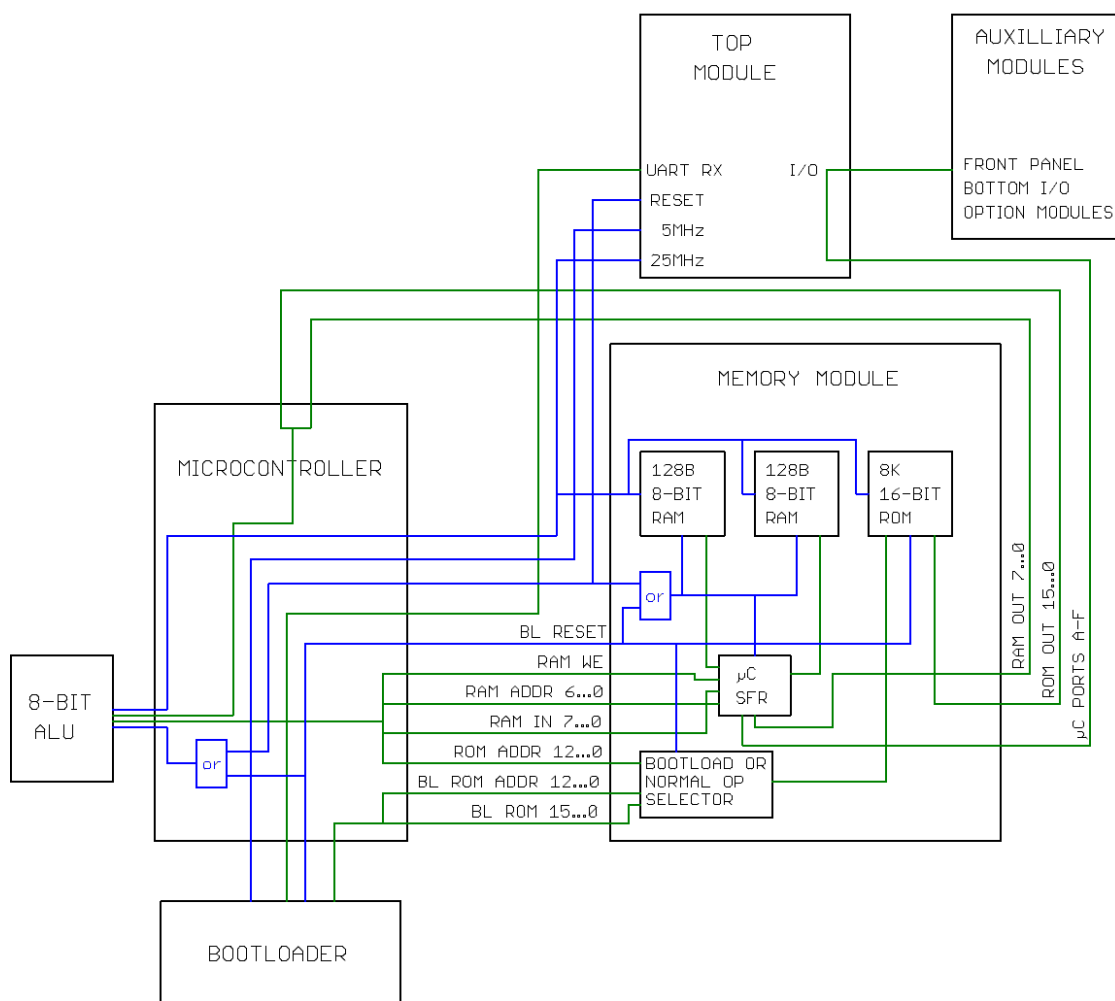 TOP
MODULE
UART RX
I/O
RESET
5MHz
25MHz
AUXILLIARY
MODULES
FRONT PANEL
BOTTOM I/O
OPTION MODULES
MEMORY MODULE
MICROCONTROLLER
128B
8-BIT
RAM
128B
8-BIT
RAM
8K
16-BIT
ROM
or
RAM OUT 7...0
ROM OUT 15...0
µC PORTS A-F
BL RESET
RAM WE
RAM ADDR 6...0
RAM IN 7...0
ROM ADDR 12...0
BL ROM ADDR 12...0
BL ROM 15...0
µC
SFR
8-BIT
ALU
or
BOOTLOAD OR
NORMAL OP
SELECTOR
BOOTLOADER